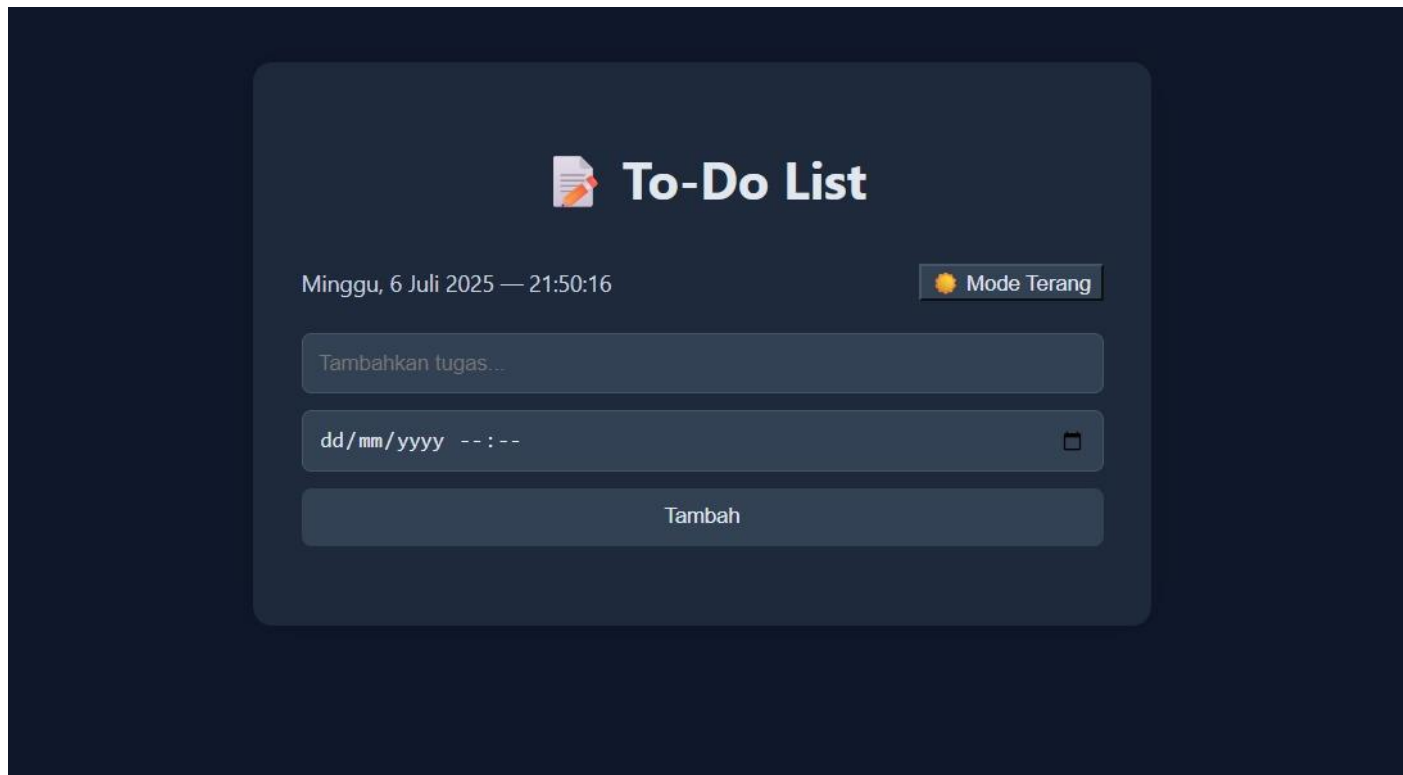 📝 To-Do List
Minggu, 6 Juli 2025 — 21:50:16
Mode Terang
Tambahkan tugas...
dd/mm/yyyy --:--
Tambah